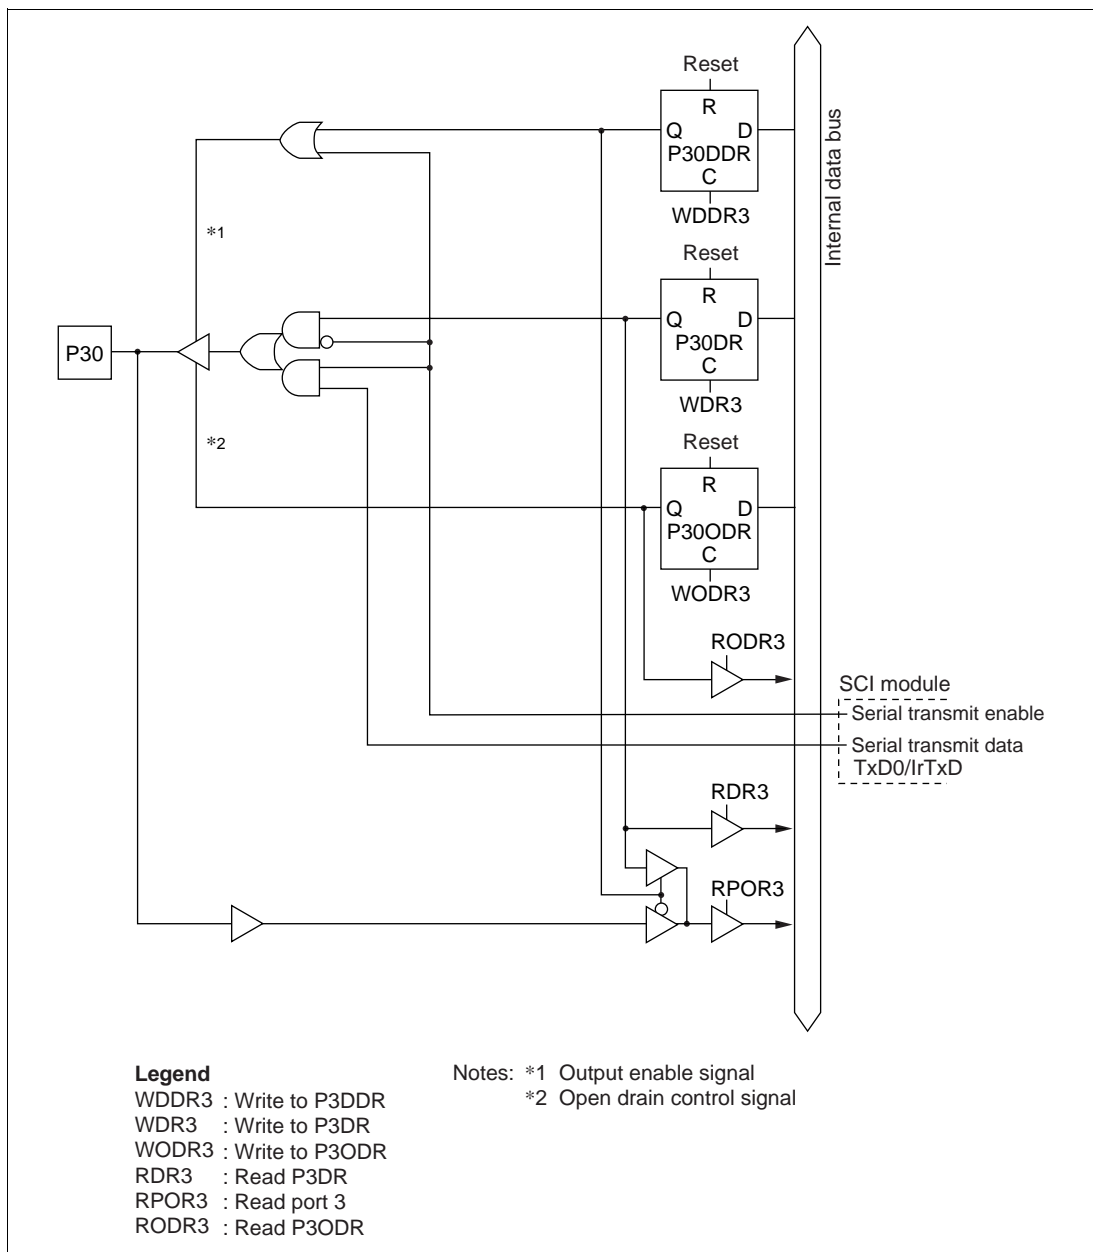 Reset
R
Q D
P30DDR
C
WDDR3
Internal data bus
*1
Reset
R
Q D
P30DR
C
WDR3
P30
*2
Reset
R
Q D
P30ODR
C
WODR3
RODR3
SCI module
Serial transmit enable
Serial transmit data
TxD0/IrTxD
RDR3
RPOR3
Legend
WDDR3 : Write to P3DDR
WDR3 : Write to P3DR
WODR3 : Write to P3ODR
RDR3 : Read P3DR
RPOR3 : Read port 3
RODR3 : Read P3ODR
Notes: *1 Output enable signal
*2 Open drain control signal